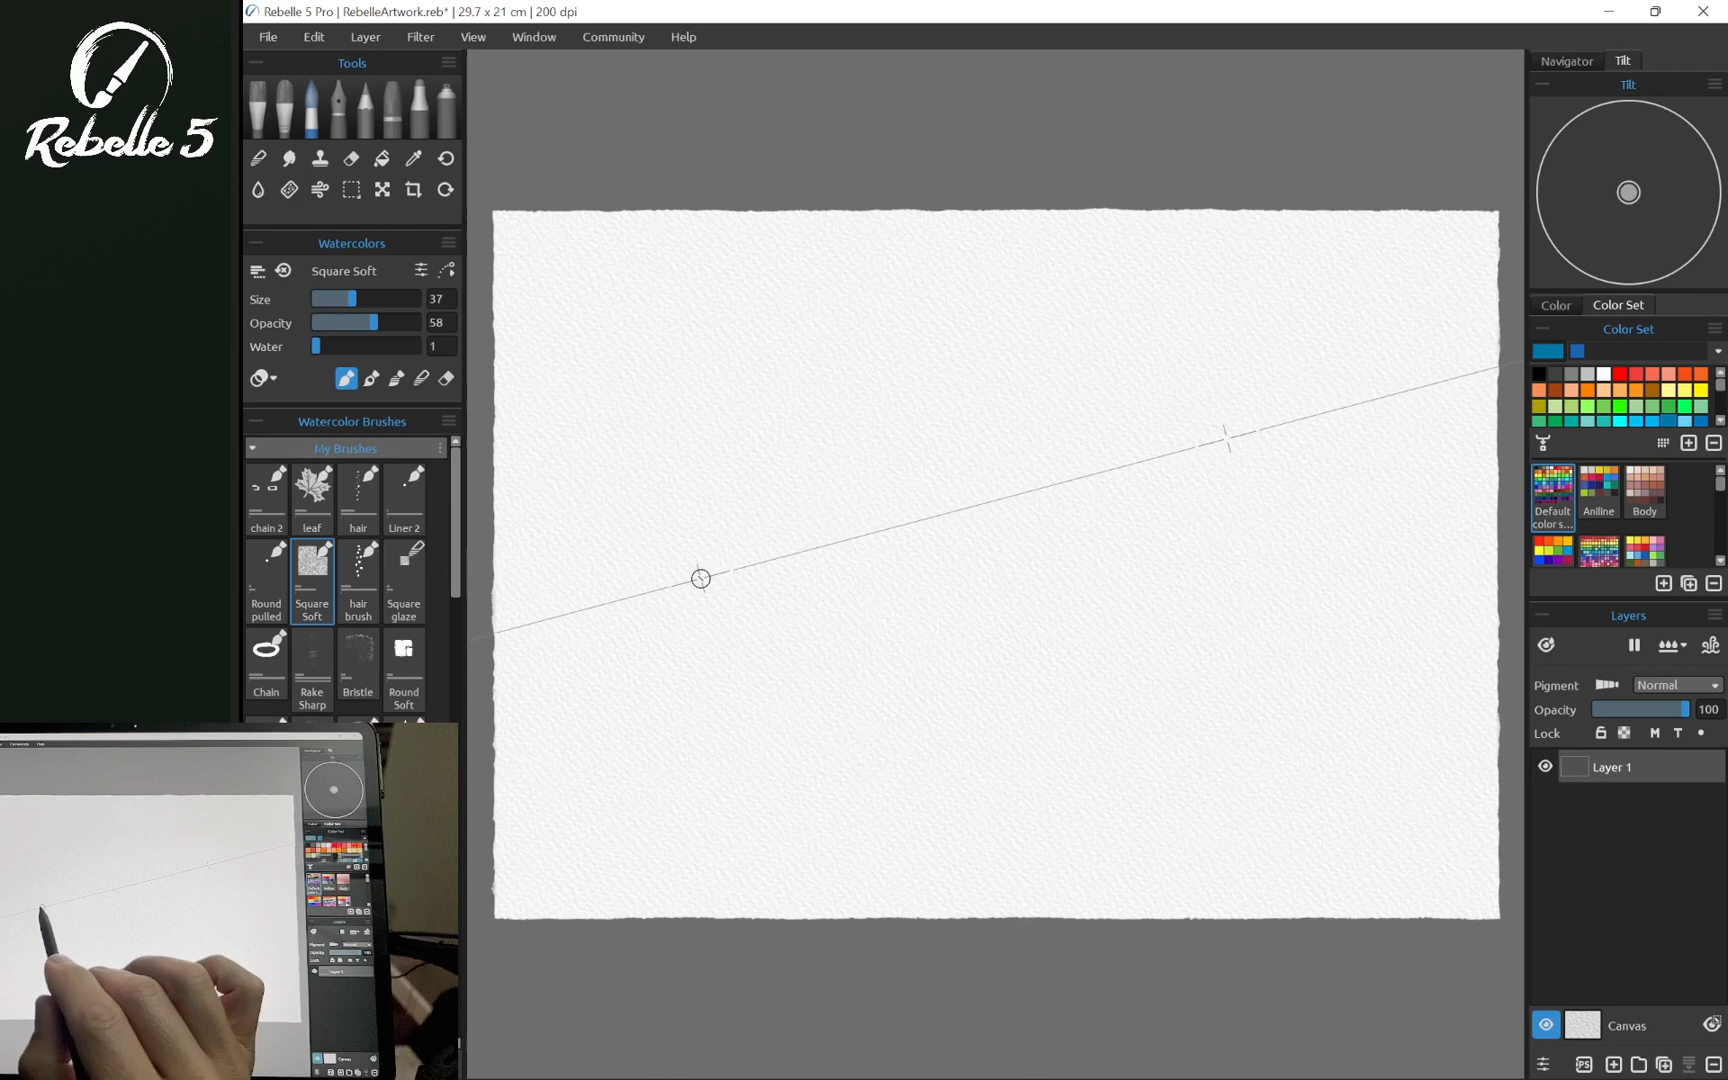 Rebelle 5
Rebelle 5 Pro | RebelleArtwork.reb* | 29.7 x 21 cm | 200 dpi
File Edit Layer Filter View Window Community Help
Tools
Watercolors
Square Soft
Size 37
Opacity 58
Water 1
Watercolor Brushes
My Brushes
chain 2 leaf hair Liner 2
Round pulled
Square Soft
hair brush
Square glaze
Chain
Rake Sharp
Bristle
Round Soft
Navigator Tilt
Tilt
Color Color Set
Color Set
Default color s...
Aniline
Body
Layers
Pigment Normal
Opacity 100
Lock M T
Layer 1
Canvas
PS